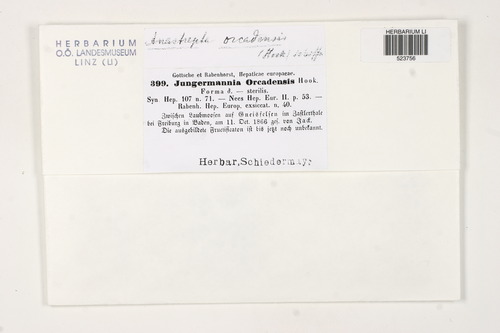 HERBARIUM
O.Ö. LANDESMUSEUM
LINZ (LI)
Anastrepta orcadensis
(Hook) Schiffn
HERBARIUM LI
523756
Gottsche et Rabenhorst, Hepaticae europaeae.
399. Jungermannia Orcadensis Hook.
Forma d. — sterilis.
Syn Hep. 107 n. 71. — Nees Hep. Eur. II. p. 53. —
Rabenh. Hep. Europ. exsiccat. n. 40.
Zwischen Laubmoosen auf Gneisfelsen im Zastlerthale
bei Freiburg in Baden, am 11. Oct. 1866 ges. von Jack.
Die ausgebildete Fructification ist bis jetzt noch unbekannt.
Herbar, Schiedermayr